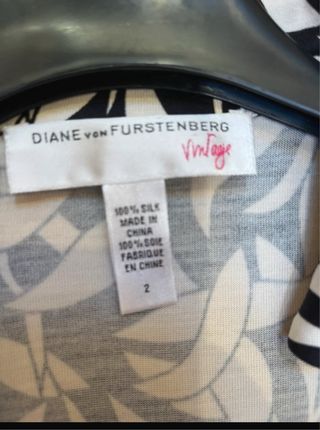 DIANE VON FURSTENBERG
Vintage
100% SILK
MADE IN
CHINA
100% SOIE
FABRIQUE
EN CHINE
2